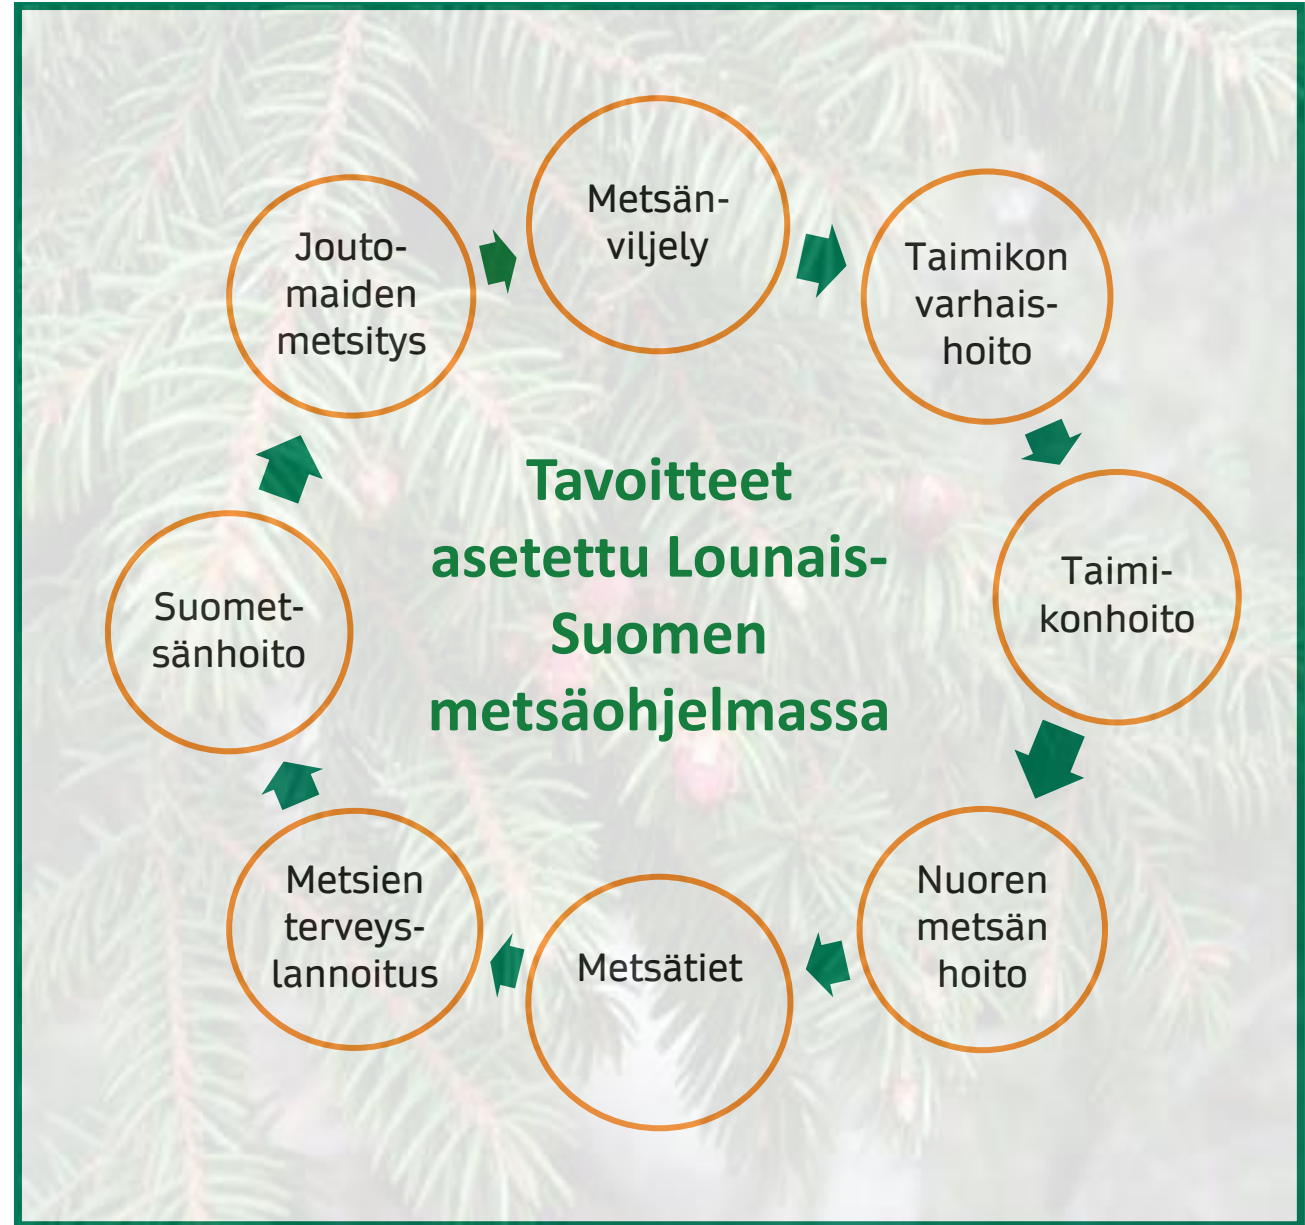 Metsän-
viljely
Taimikon
varhais-
hoito
Taimi-
konhoito
Nuoren
metsän
hoito
Metsätiet
Metsien
terveys-
lannoitus
Suomet-
sänhoito
Jouto-
maiden
metsitys
Tavoitteet
asetettu Lounais-
Suomen
metsäohjelmassa